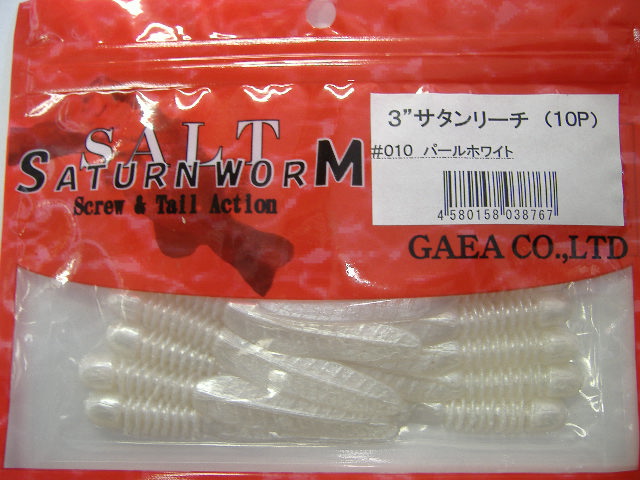 3”サタンリーチ (10P)
#010 パールホワイト
4 580158 038767
SALT
SATURN WORM
Screw & Tail Action
GAEA CO.,LTD